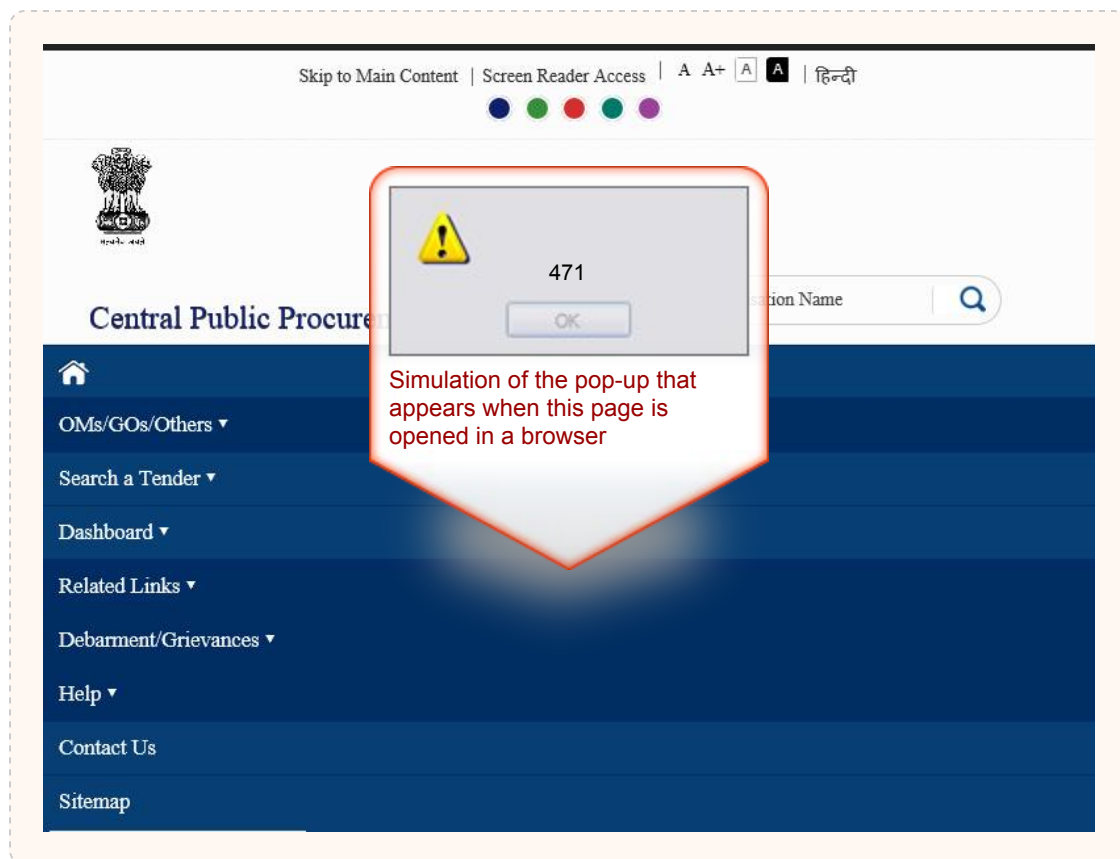 Skip to Main Content | Screen Reader Access | A A+ A A | हिन्दी
471
OK
Central Public Procure
Name
Simulation of the pop-up that
appears when this page is
opened in a browser
OMs/GOs/Others ▾
Search a Tender ▾
Dashboard ▾
Related Links ▾
Debarment/Grievances ▾
Help ▾
Contact Us
Sitemap